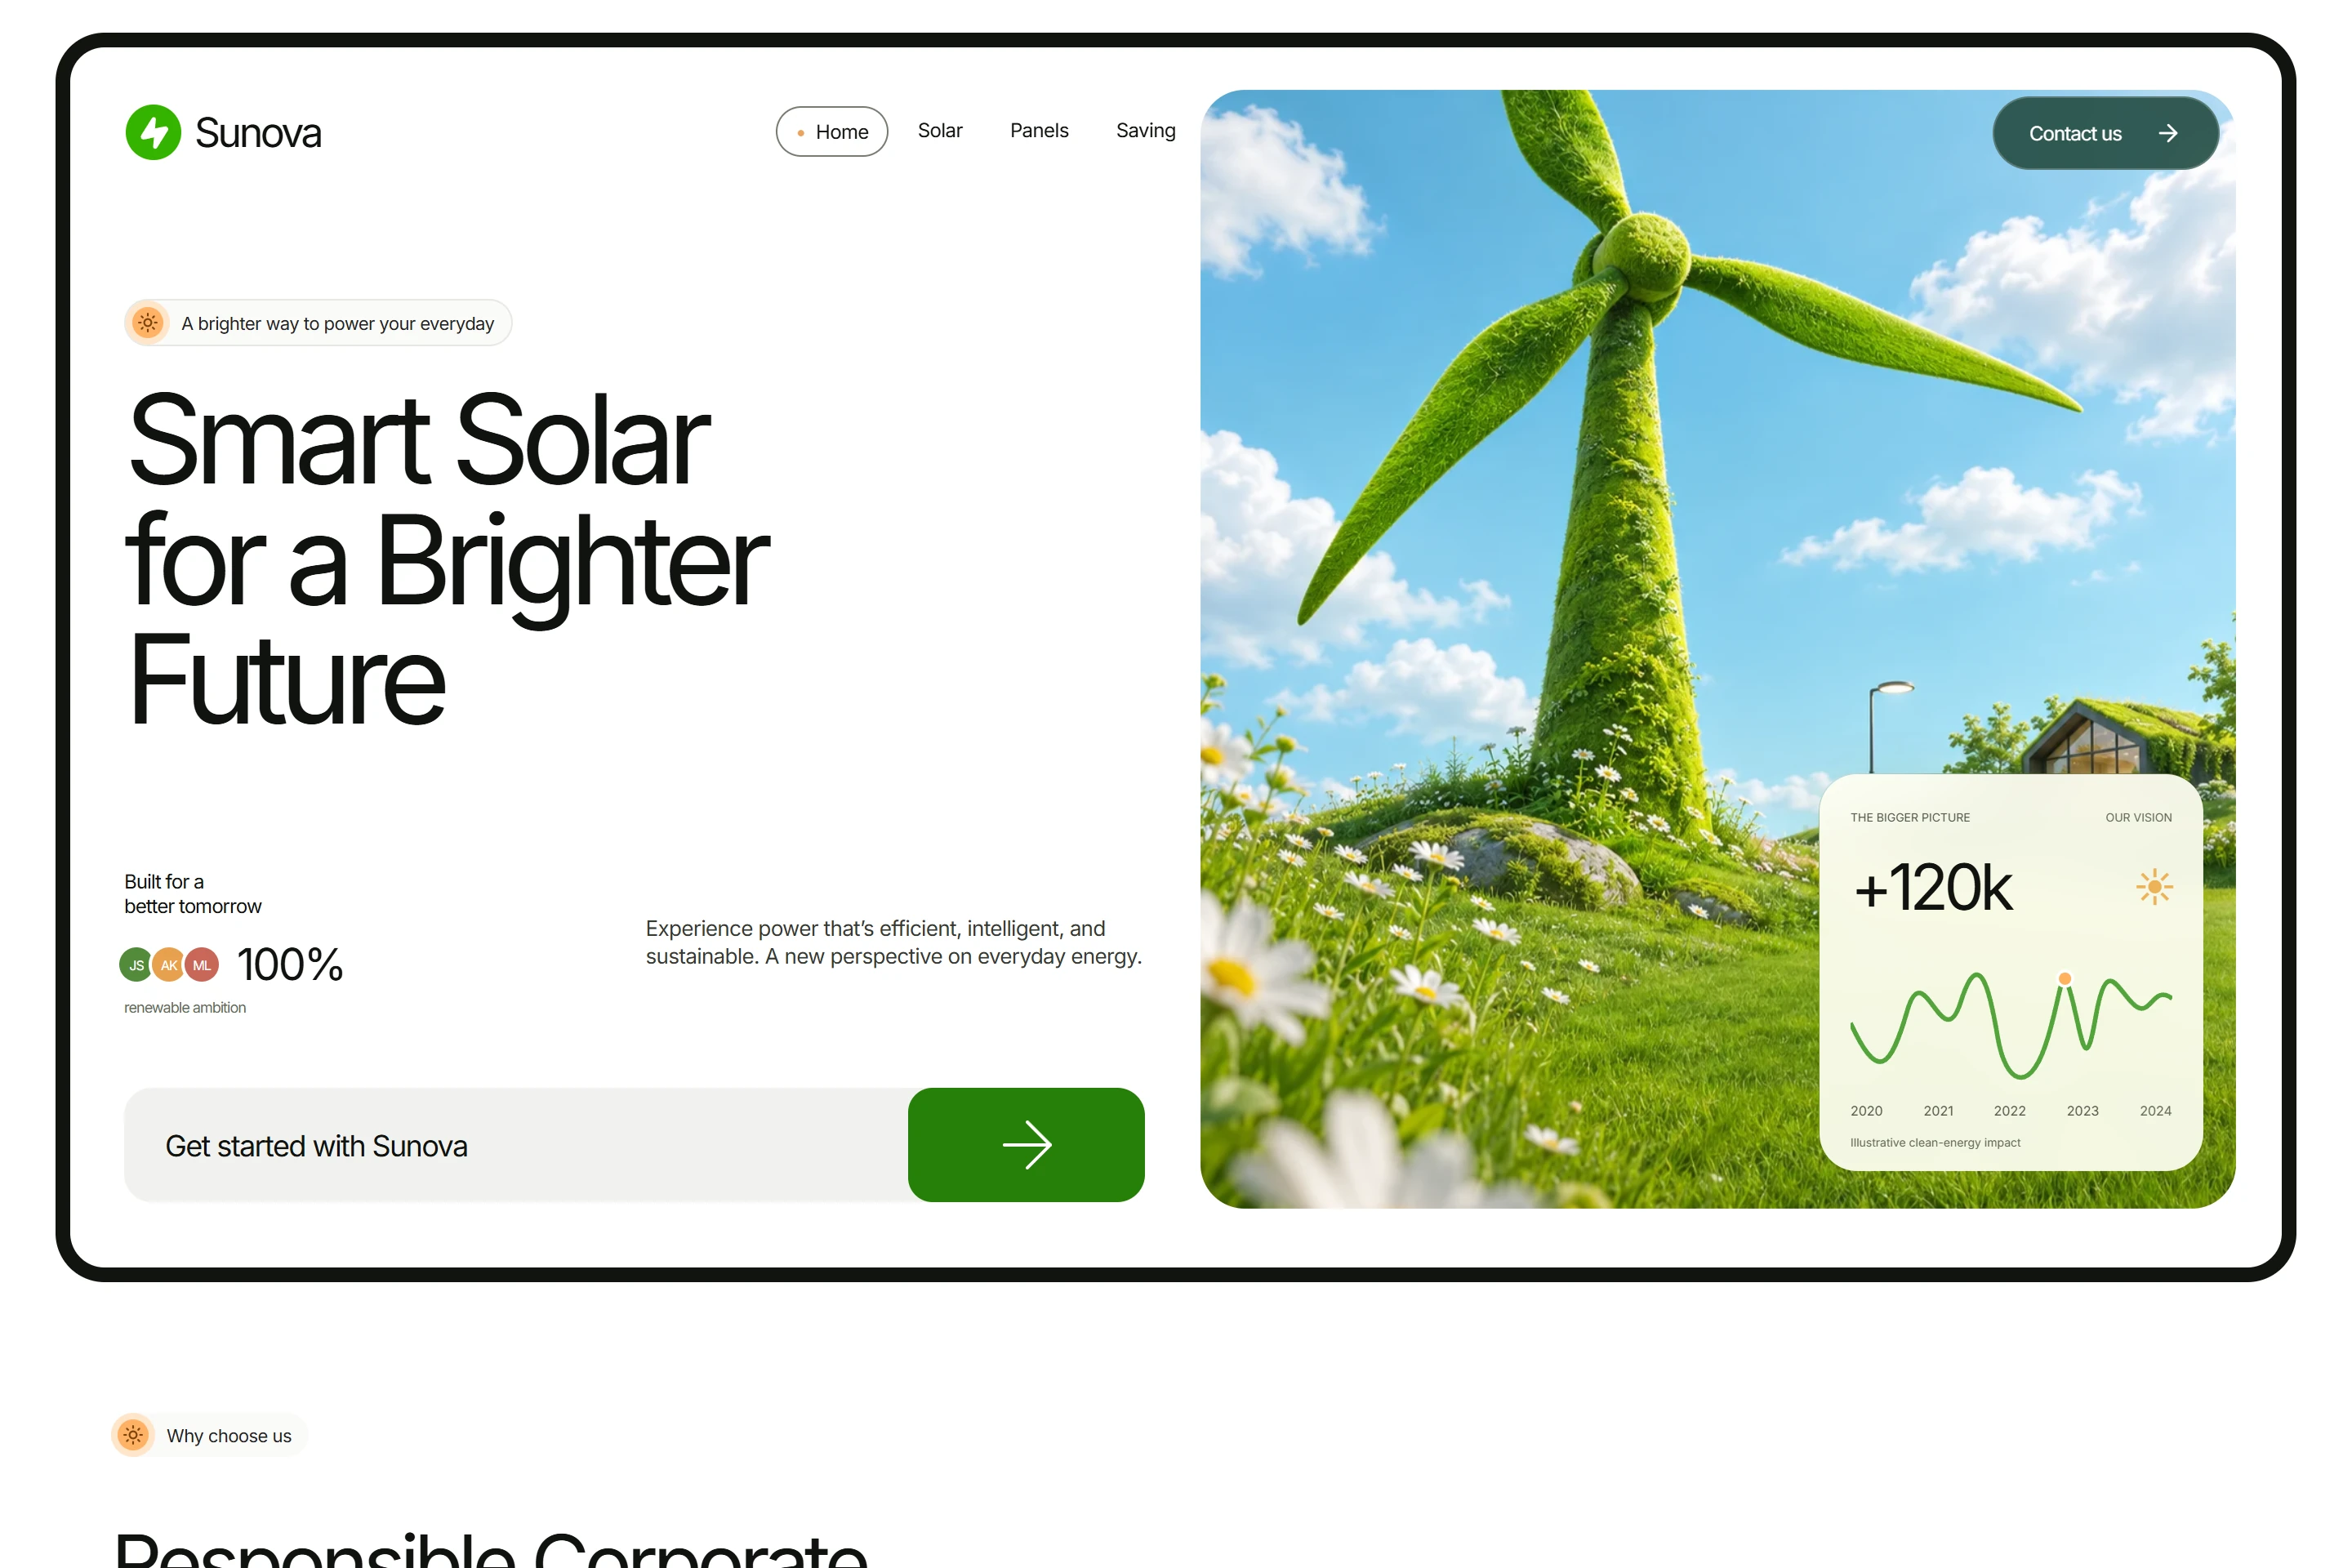 Sunova
Home
Solar
Panels
Saving
Contact us
A brighter way to power your everyday
Smart Solar
for a Brighter
Future
Built for a
better tomorrow
JS
AK
ML
100%
renewable ambition
Experience power that’s efficient, intelligent, and
sustainable. A new perspective on everyday energy.
Get started with Sunova
THE BIGGER PICTURE
OUR VISION
+120k
2020
2021
2022
2023
2024
Illustrative clean-energy impact
Why choose us
Responsible Corporate